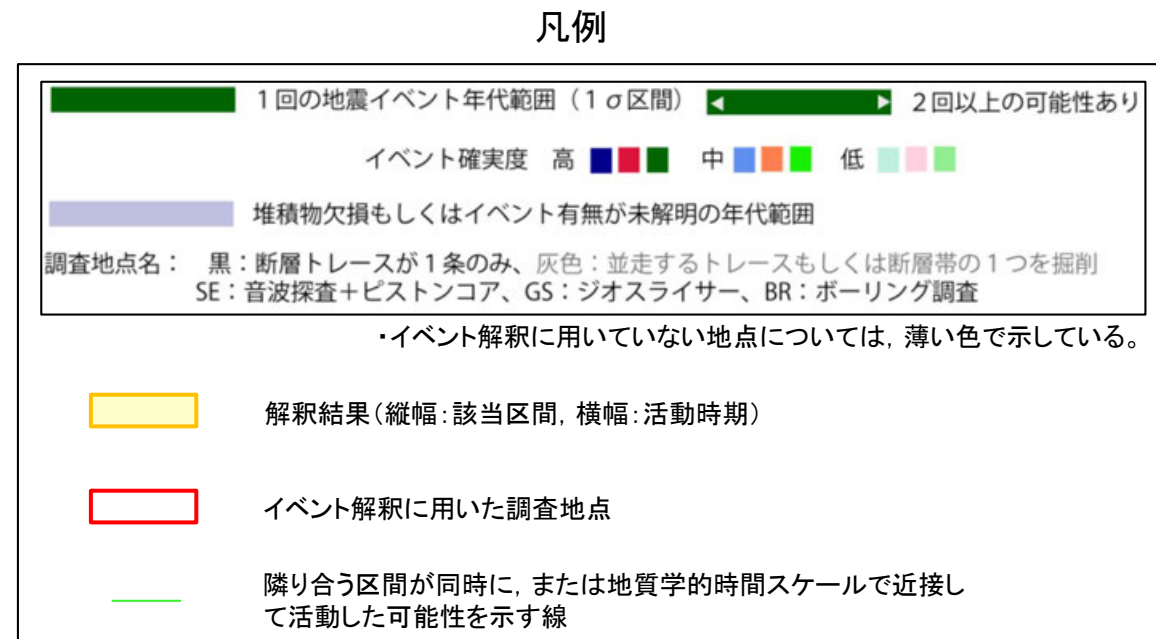 凡例
1回の地震イベント年代範囲(1σ区間) 2回以上の可能性あり
イベント確実度 高 中 低
堆積物欠損もしくはイベント有無が未解明の年代範囲
調査地点名: 黒:断層トレースが1条のみ、灰色:並走するトレースもしくは断層帯の1つを掘削
SE:音波探査+ピストンコア、GS:ジオスライサー、BR:ボーリング調査
・イベント解釈に用いていない地点については, 薄い色で示している。
解釈結果(縦幅:該当区間, 横幅:活動時期)
イベント解釈に用いた調査地点
隣り合う区間が同時に, または地質学的時間スケールで近接し
て活動した可能性を示す線